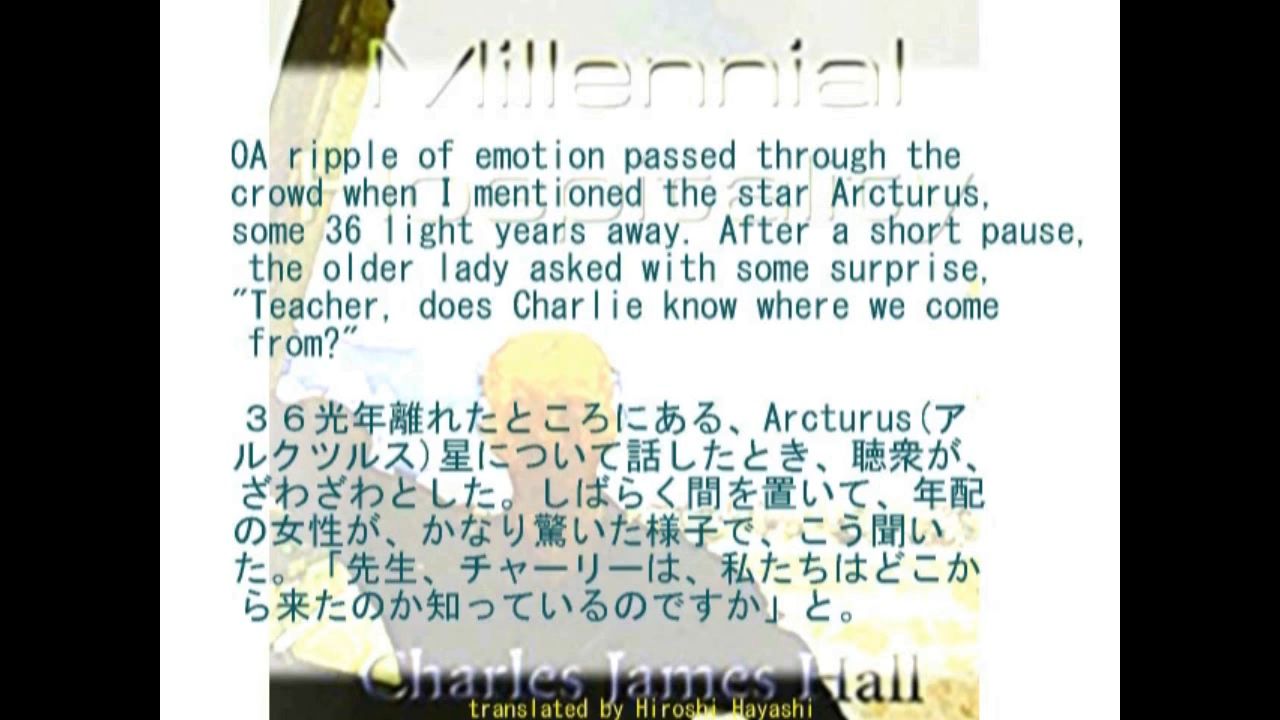 Millennial
Hospitality
OA ripple of emotion passed through the
crowd when I mentioned the star Arcturus,
some 36 light years away. After a short pause,
the older lady asked with some surprise,
"Teacher, does Charlie know where we come
from?"
３６光年離れたところにある、Arcturus(ア
ルクツルス)星について話したとき、聴衆が、
ざわざわとした。しばらく間を置いて、年配
の女性が、かなり驚いた様子で、こう聞い
た。「先生、チャーリーは、私たちはどこか
ら来たのか知っているのですか」と。
Charles James Hall
translated by Hiroshi Hayashi